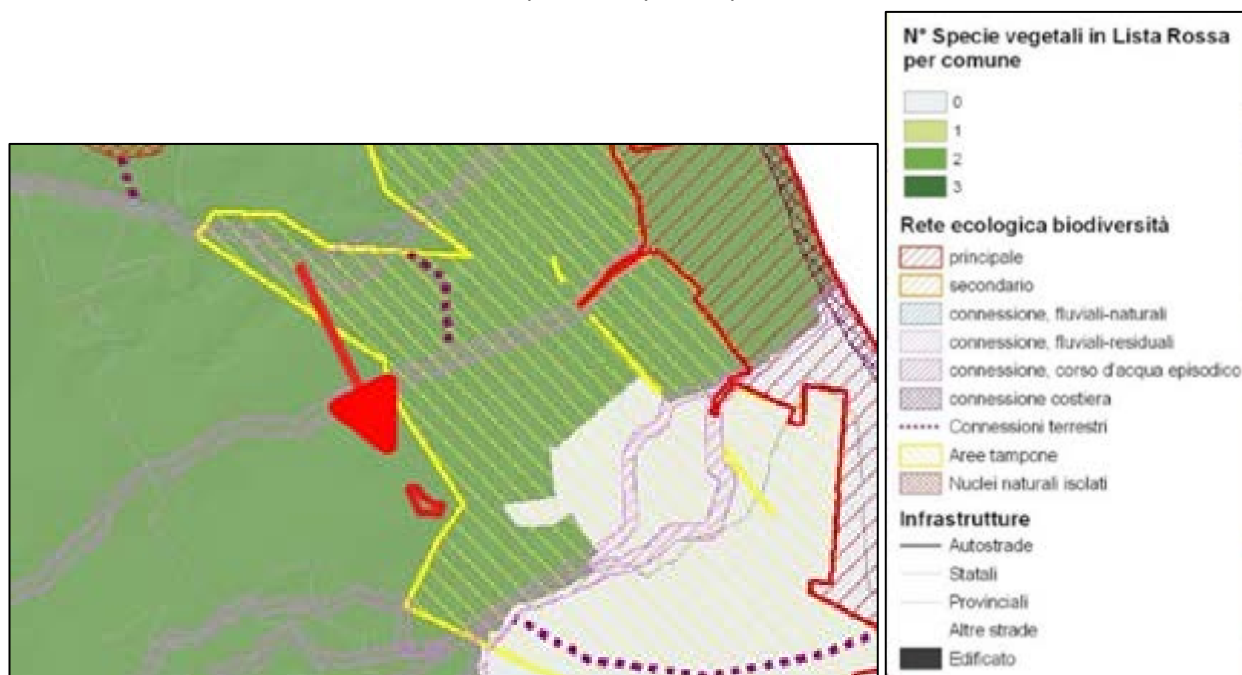 N° Specie vegetali in Lista Rossa
per comune
0
1
2
3
Rete ecologica biodiversità
principale
secondario
connessione, fluviali-naturali
connessione, fluviali-residuali
connessione, corso d'acqua episodico
connessione costiera
Connessioni terrestri
Aree tampone
Nuclei naturali isolati
Infrastrutture
Autostrade
Statali
Provinciali
Altre strade
Edificato